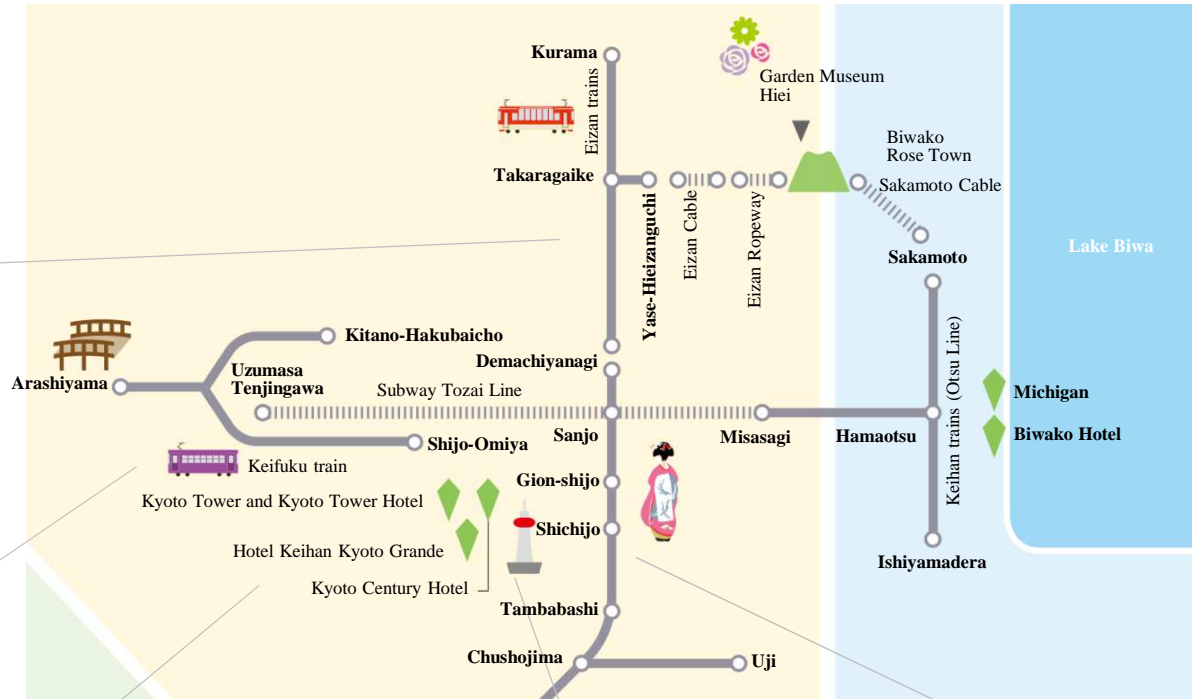 Kurama
Eizan trains
Garden Museum
Hiei
Takaragaike
Biwako
Rose Town
Sakamoto Cable
Yase-Hieizanguchi
Eizan Cable
Eizan Ropeway
Sakamoto
Lake Biwa
Kitano-Hakubaicho
Demachiyanagi
Arashiyama
Uzumasa
Tenjingawa
Subway Tozai Line
Sanjo
Misasagi
Hamaotsu
Keihan trains (Otsu Line)
Michigan
Biwako Hotel
Shijo-Omiya
Keifuku train
Gion-shijo
Kyoto Tower and Kyoto Tower Hotel
Shichijo
Hotel Keihan Kyoto Grande
Kyoto Century Hotel
Ishiyamadera
Tambabashi
Chushojima
Uji